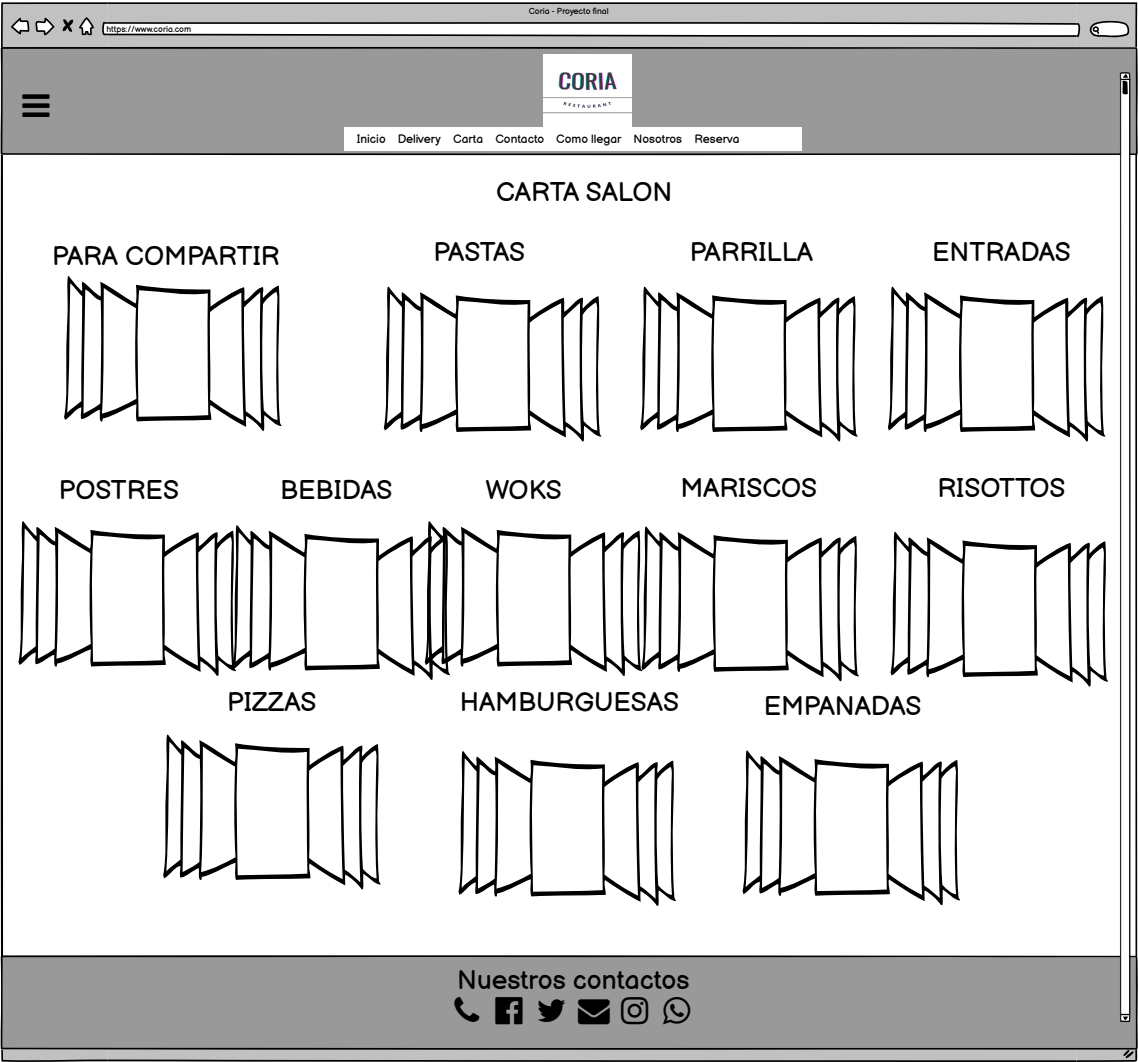 Coria - Proyecto final
https://www.coria.com
CORIA
RESTAURANT
Inicio Delivery Carta Contacto Como llegar Nosotros Reserva
CARTA SALON
PARA COMPARTIR PASTAS PARRILLA ENTRADAS
POSTRES BEBIDAS WOKS MARISCOS RISOTTOS
PIZZAS HAMBURGUESAS EMPANADAS
Nuestros contactos